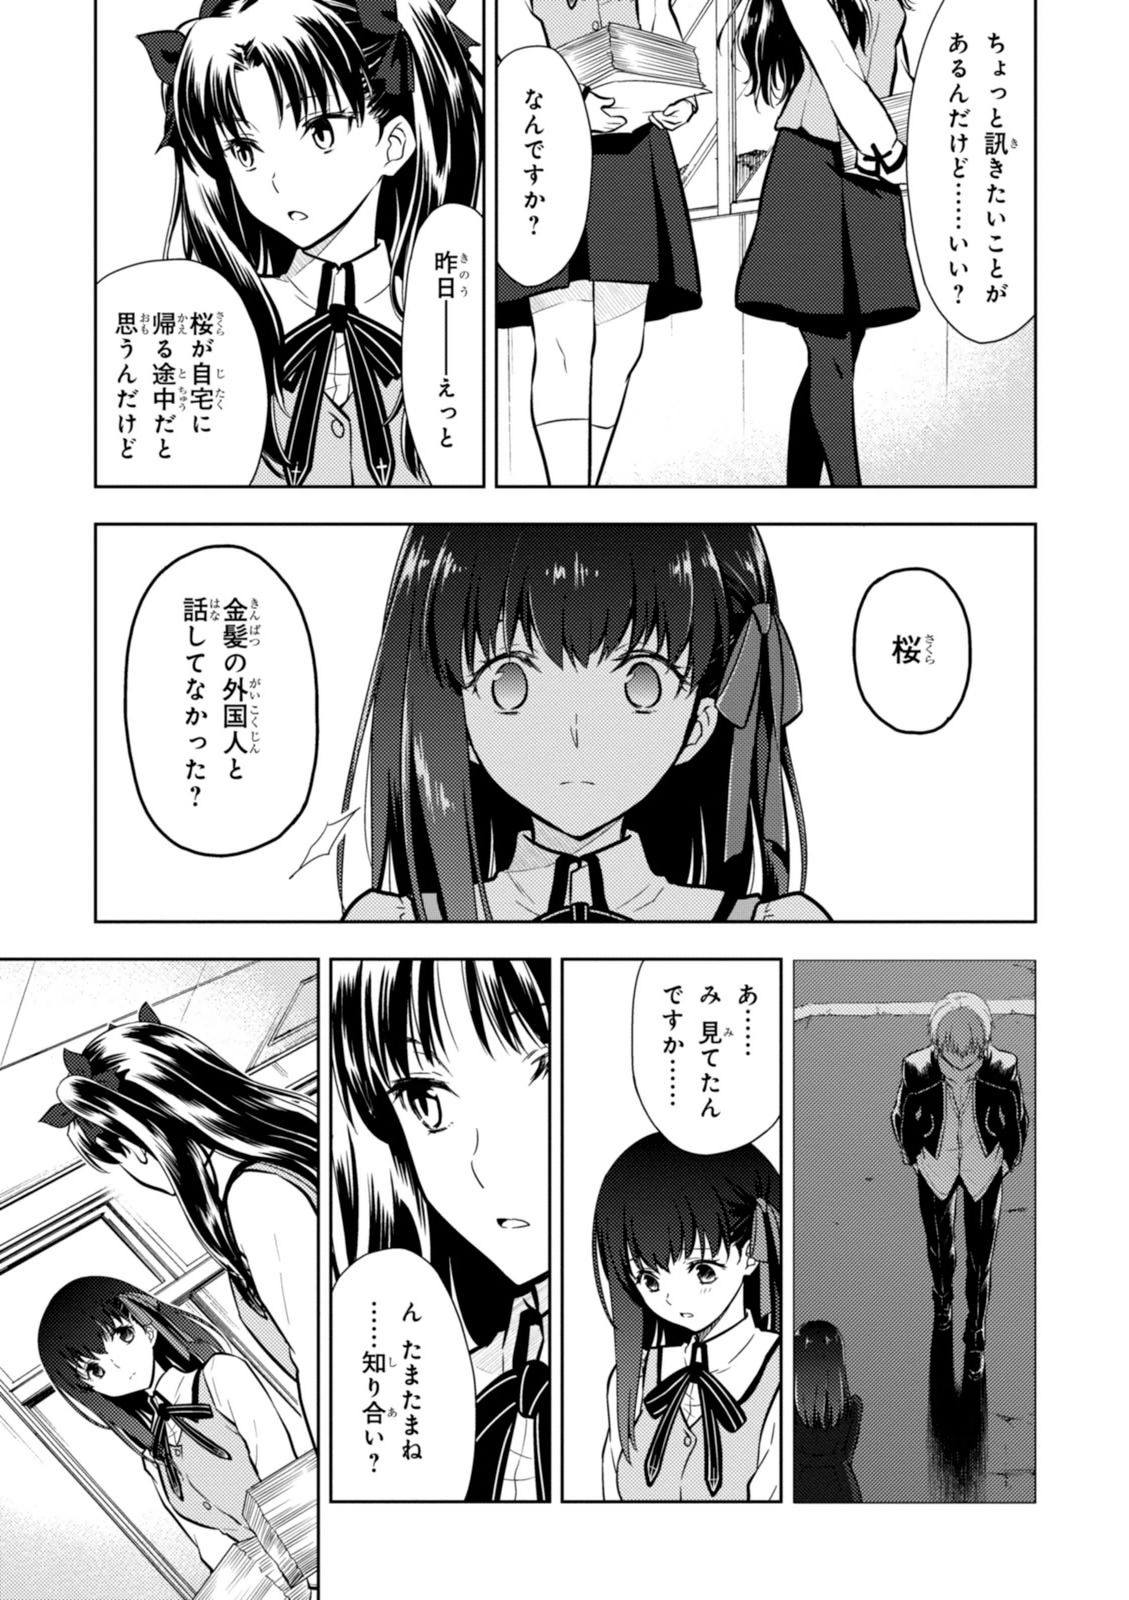 ちょっと訊きたいことが
あるんだけど……いい？
なんですか？
昨日――えっと
桜が自宅に
帰る途中だと
思うんだけど
桜
金髪の外国人と
話してなかった？
あ……
み 見てたん
ですか……
ん たまたまね
……知り合い？